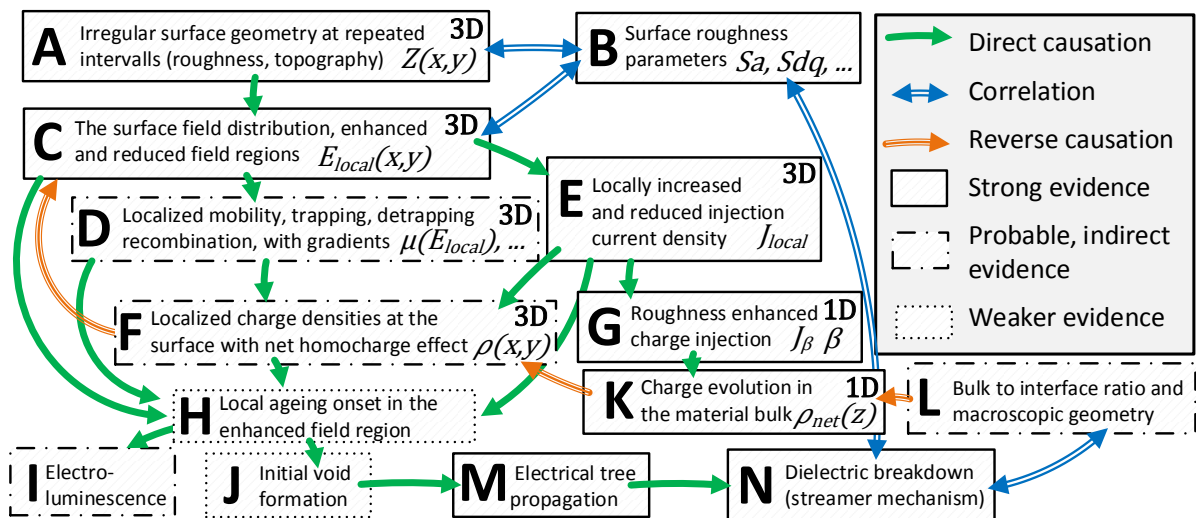 A Irregular surface geometry at repeated 3D
intervalls (roughness, topography) Z(x,y)
B Surface roughness
parameters Sa, Sdq, ...
C The surface field distribution, enhanced 3D
and reduced field regions E_local(x,y)
D Localized mobility, trapping, detrapping 3D
recombination, with gradients μ(E_local), ...
E Locally increased 3D
and reduced injection
current density J_local
F Localized charge densities at the 3D
surface with net homocharge effect ρ(x,y)
G Roughness enhanced 1D
charge injection J_β β
H Local ageing onset in the
enhanced field region
K Charge evolution in 1D
the material bulk ρ_net(z)
L Bulk to interface ratio and
macroscopic geometry
I Electro-
luminescence
J Initial void
formation
M Electrical tree
propagation
N Dielectric breakdown
(streamer mechanism)
Direct causation
Correlation
Reverse causation
Strong evidence
Probable, indirect
evidence
Weaker evidence